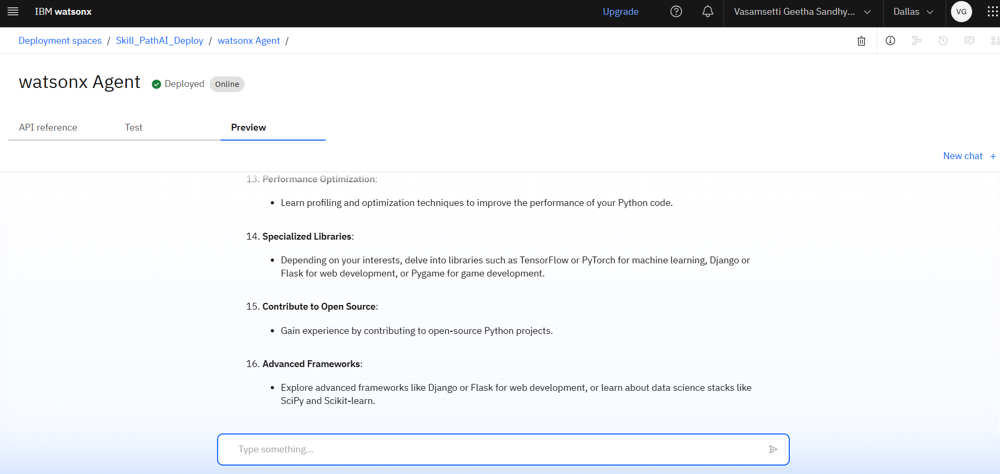 IBM watsonx
Upgrade
Vasamsetti Geetha Sandhy...
Dallas
VG
Deployment spaces / Skill_PathAI_Deploy / watsonx Agent /
watsonx Agent
Deployed
Online
API reference
Test
Preview
New chat +
13. Performance Optimization:
• Learn profiling and optimization techniques to improve the performance of your Python code.
14. Specialized Libraries:
• Depending on your interests, delve into libraries such as TensorFlow or PyTorch for machine learning, Django or
Flask for web development, or Pygame for game development.
15. Contribute to Open Source:
• Gain experience by contributing to open-source Python projects.
16. Advanced Frameworks:
• Explore advanced frameworks like Django or Flask for web development, or learn about data science stacks like
SciPy and Scikit-learn.
Type something...